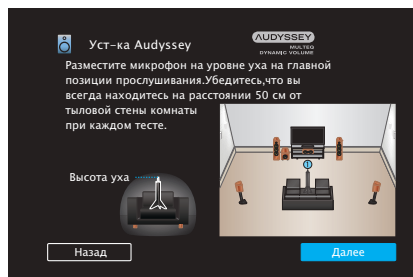 Уст-ка Audyssey
AUDYSSEY
MULTEQ
DYNAMIC VOLUME
Разместите микрофон на уровне уха на главной
позиции прослушивания.Убедитесь,что вы
всегда находитесь на расстоянии 50 см от
тыловой стены комнаты
при каждом тесте.
Высота уха
Назад
Далее